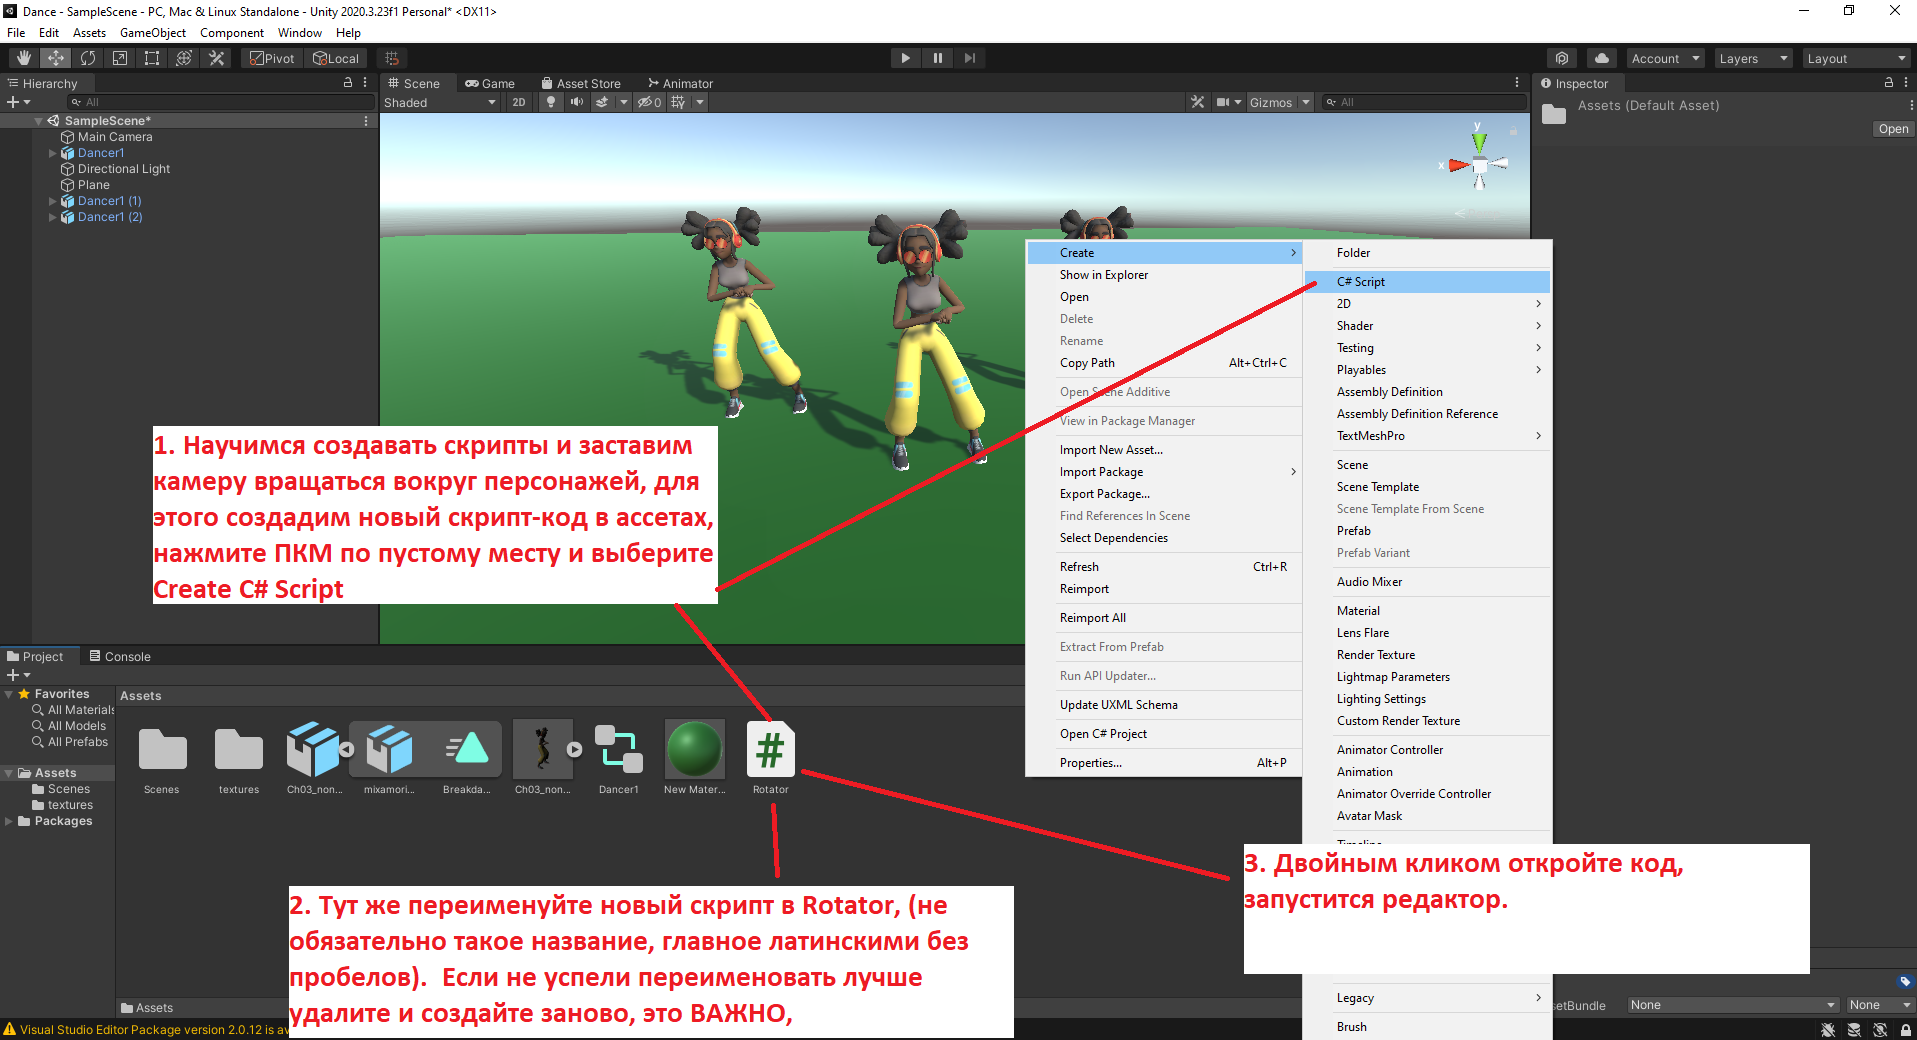 Dance - SampleScene - PC, Mac & Linux Standalone - Unity 2020.3.23f1 Personal* <DX11>
File Edit Assets GameObject Component Window Help
Pivot Local Account Layers Layout
Hierarchy
All
SampleScene*
Main Camera
Dancer1
Directional Light
Plane
Dancer1 (1)
Dancer1 (2)
Scene Game Asset Store Animator
Shaded 2D 0 Gizmos All
y
x
Inspector
Assets (Default Asset)
Open
Create
Show in Explorer
Open
Delete
Rename
Copy Path Alt+Ctrl+C
Open Scene Additive
View in Package Manager
Import New Asset...
Import Package
Export Package...
Find References In Scene
Select Dependencies
Refresh Ctrl+R
Reimport
Reimport All
Extract From Prefab
Run API Updater...
Update UXML Schema
Open C# Project
Properties... Alt+P
Folder
C# Script
2D
Shader
Testing
Playables
Assembly Definition
Assembly Definition Reference
TextMeshPro
Scene
Scene Template
Scene Template From Scene
Prefab
Prefab Variant
Audio Mixer
Material
Lens Flare
Render Texture
Lightmap Parameters
Lighting Settings
Custom Render Texture
Animator Controller
Animation
Animator Override Controller
Avatar Mask
Legacy
Brush
1. Научимся создавать скрипты и заставим
камеру вращаться вокруг персонажей, для
этого создадим новый скрипт-код в ассетах,
нажмите ПКМ по пустому месту и выберите
Create C# Script
Project Console
Favorites
All Materials
All Models
All Prefabs
Assets
Scenes
textures
Packages
Assets
Scenes textures Ch03_non... mixamori... Breakda... Ch03_non... Dancer1 New Mater... Rotator
#
2. Тут же переименуйте новый скрипт в Rotator, (не
обязательно такое название, главное латинскими без
пробелов). Если не успели переименовать лучше
удалите и создайте заново, это ВАЖНО,
3. Двойным кликом откройте код,
запустится редактор.
Assets
setBundle None None
Visual Studio Editor Package version 2.0.12 is av